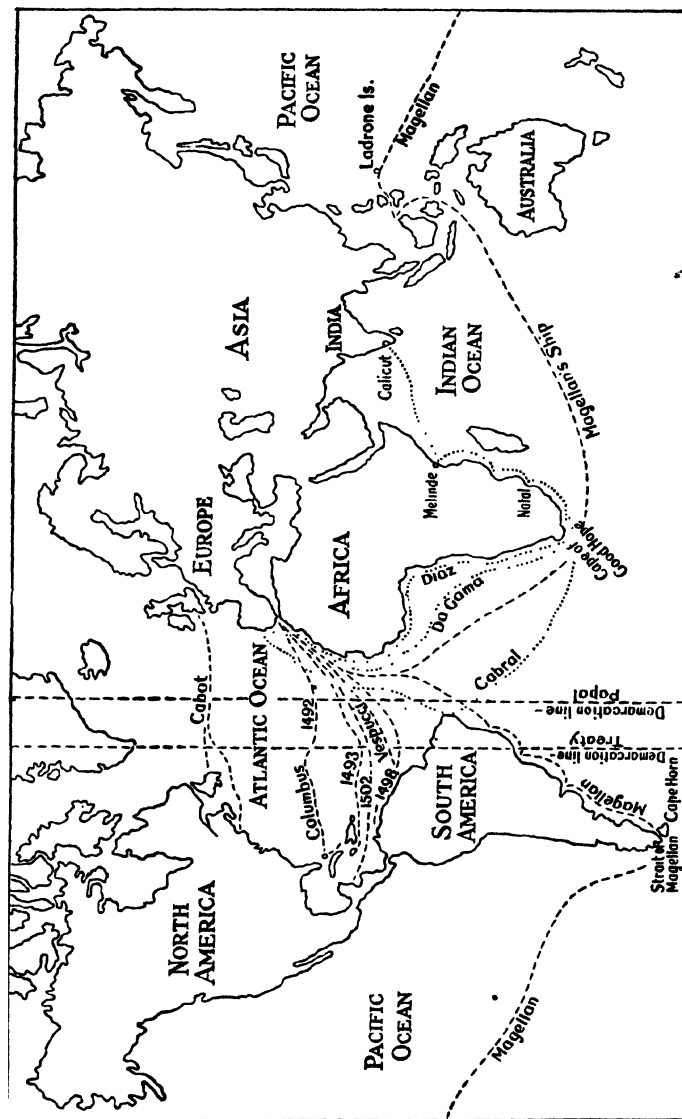 NORTH
AMERICA
PACIFIC
OCEAN
Magellan
ATLANTIC OCEAN
Cabot
Columbus
1492
1493
1502
1498
Vespucci
SOUTH
AMERICA
Magellan
Strait of
Magellan
Cape Horn
Treaty
Demarcation line-
Papal
Demarcation line-
EUROPE
AFRICA
Diaz
Da Gama
Cabral
Cape of
Good Hope
Natal
Melinde
ASIA
INDIA
Calicut
INDIAN
OCEAN
Magellan's Ship
PACIFIC
OCEAN
Ladrone Is.
Magellan
AUSTRALIA